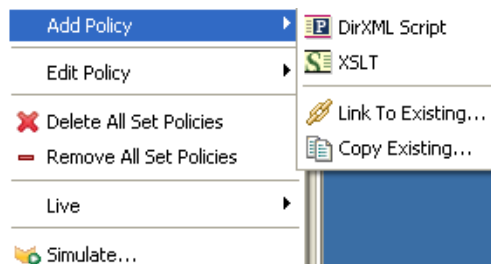 Add Policy
Edit Policy
Delete All Set Policies
Remove All Set Policies
Live
Simulate...
DirXML Script
XSLT
Link To Existing...
Copy Existing...